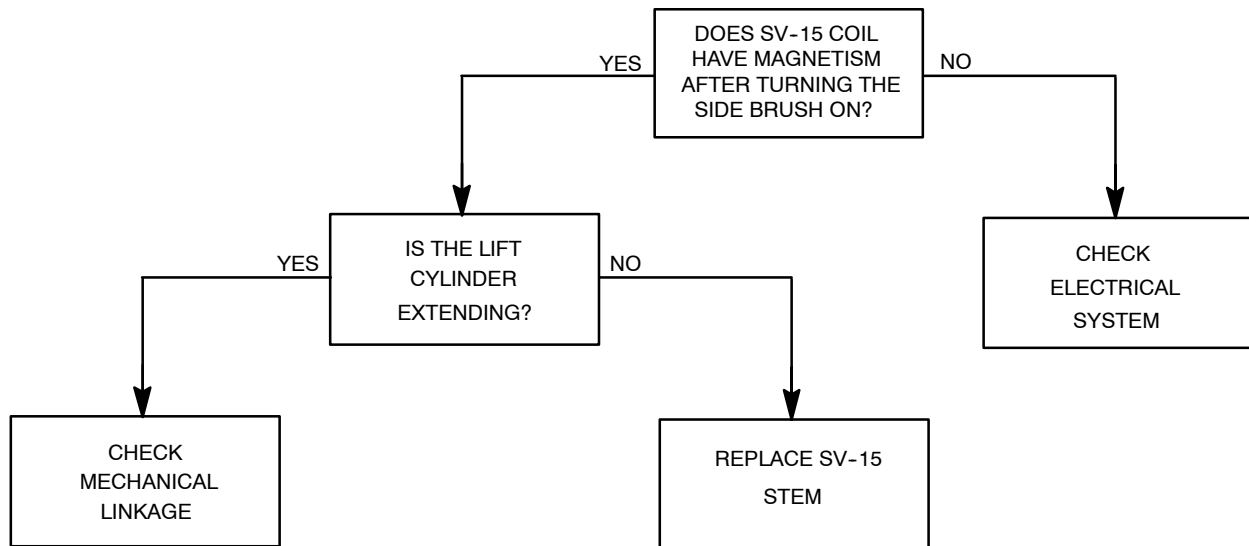 DOES SV-15 COIL
HAVE MAGNETISM
AFTER TURNING THE
SIDE BRUSH ON?
YES
NO
IS THE LIFT
CYLINDER
EXTENDING?
YES
NO
CHECK
ELECTRICAL
SYSTEM
CHECK
MECHANICAL
LINKAGE
REPLACE SV-15
STEM